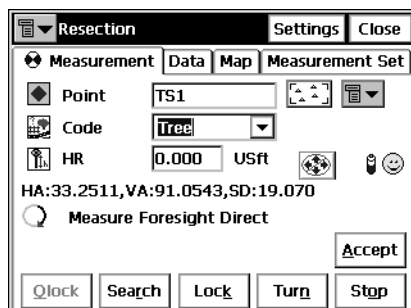 Resection Settings Close
Measurement Data Map Measurement Set
Point TS1
Code Tree
HR 0.000 USft
HA:33.2511,VA:91.0543,SD:19.070
Measure Foresight Direct
Accept
Qlock Search Lock Turn Stop